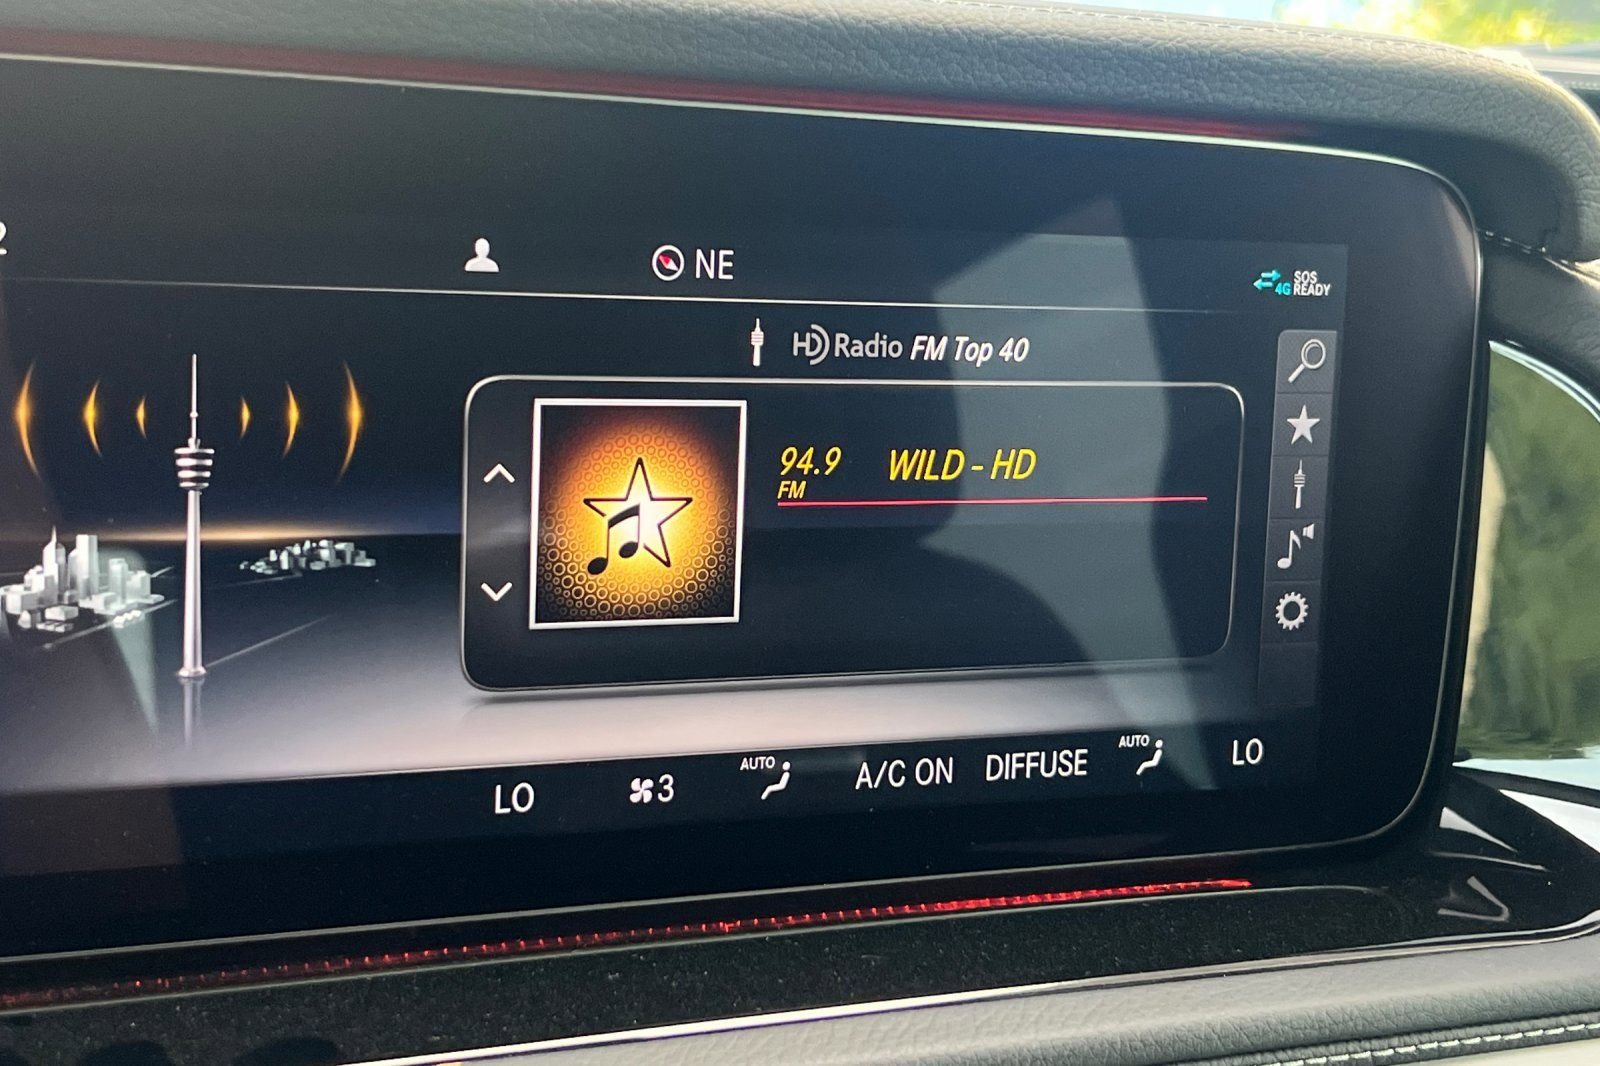 NE
4G SOS READY
HD Radio FM Top 40
94.9 FM WILD - HD
LO 3 AUTO A/C ON DIFFUSE AUTO LO